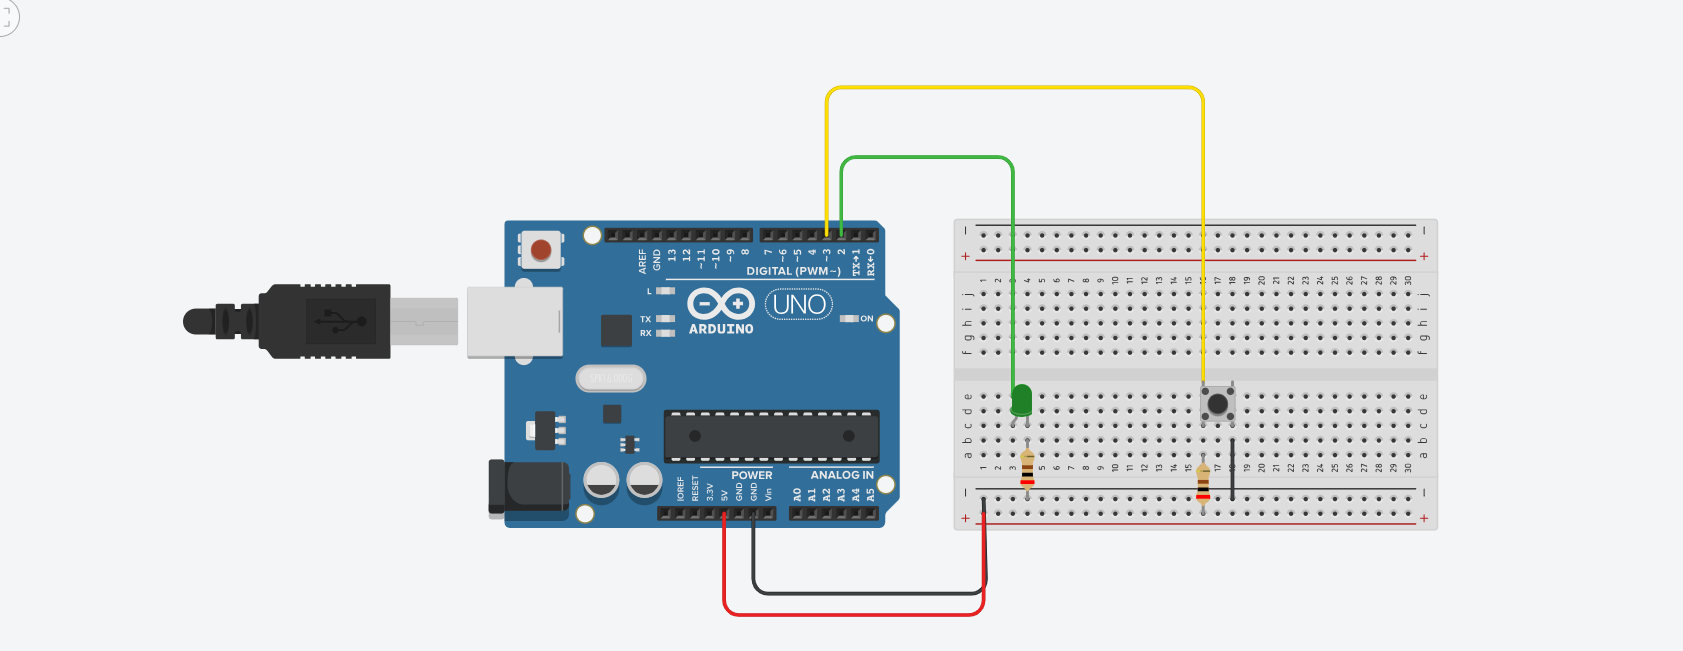 AREF
GND
13
12
~11
~10
~9
8
7
~6
~5
4
~3
2
TX→1
RX←0
DIGITAL (PWM~)
L
TX
RX
UNO
ARDUINO
ON
POWER
ANALOG IN
IOREF
RESET
3.3V
5V
GND
GND
Vin
A0
A1
A2
A3
A4
A5
− −
+ +
1 2 3 4 5 6 7 8 9 10 11 12 13 14 15 17 18 19 20 21 22 23 24 25 26 27 28 29 30
j j
i i
h h
g g
f f
e e
d d
c c
b b
a a
1 2 3 5 6 7 8 9 10 11 12 13 14 15 17 18 19 20 21 22 23 24 25 26 27 28 29 30
− −
+ +